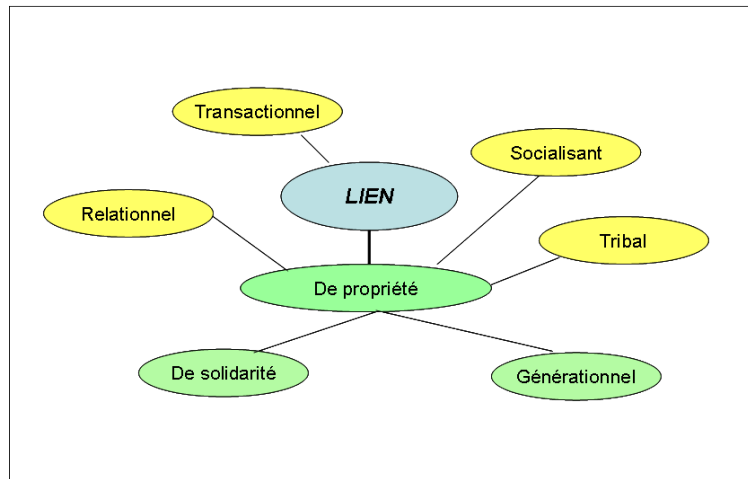 Transactionnel
Socialisant
LIEN
Relationnel
Tribal
De propriété
De solidarité
Générationnel